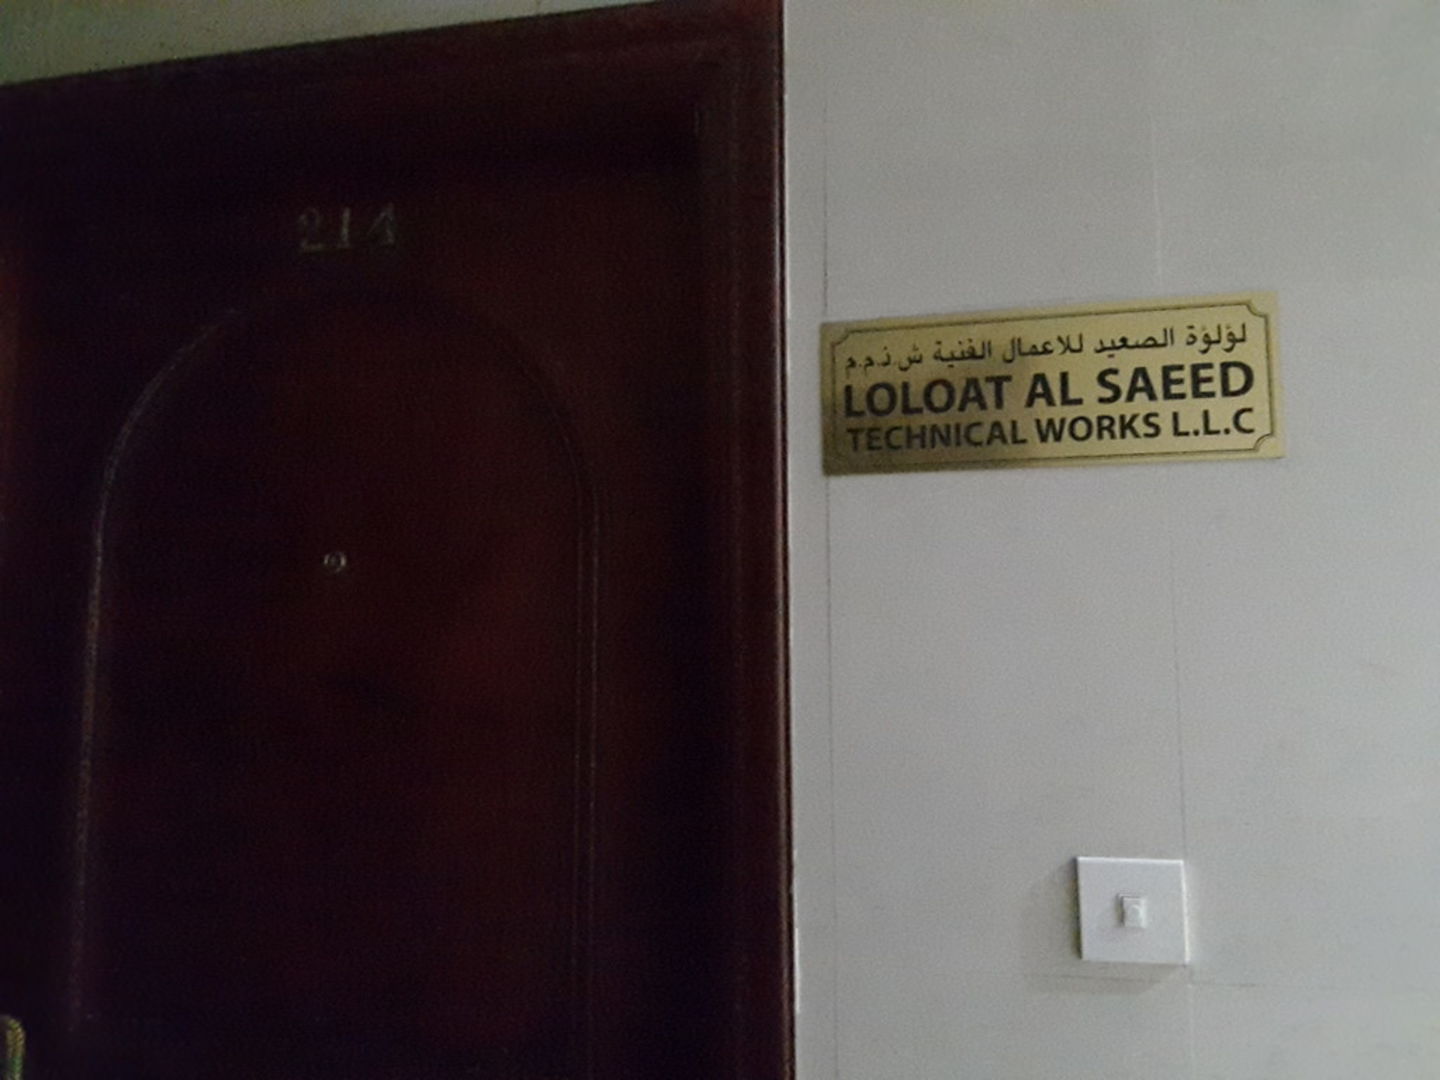 214
لؤلؤة الصعيد للاعمال الفنية ش.ذ.م.م
LOLOAT AL SAEED
TECHNICAL WORKS L.L.C